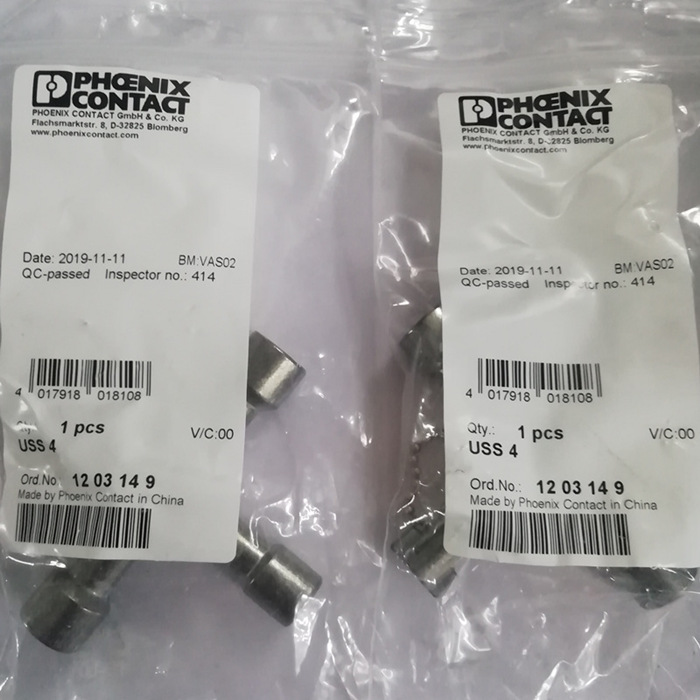 PHŒNIX
CONTACT
PHOENIX CONTACT GmbH & Co. KG
Flachsmarktstr. 8, D-32825 Blomberg
www.phoenixcontact.com
Date: 2019-11-11 BM:VAS02
QC-passed Inspector no.: 414
4 017918 018108
Qty.: 1 pcs V/C:00
USS 4
Ord.No.: 12 03 14 9
Made by Phoenix Contact in China
PHŒNIX
CONTACT
PHOENIX CONTACT GmbH & Co. KG
Flachsmarktstr. 8, D-32825 Blomberg
www.phoenixcontact.com
Date: 2019-11-11 BM:VAS02
QC-passed Inspector no.: 414
4 017918 018108
Qty.: 1 pcs V/C:00
USS 4
Ord.No.: 12 03 14 9
Made by Phoenix Contact in China